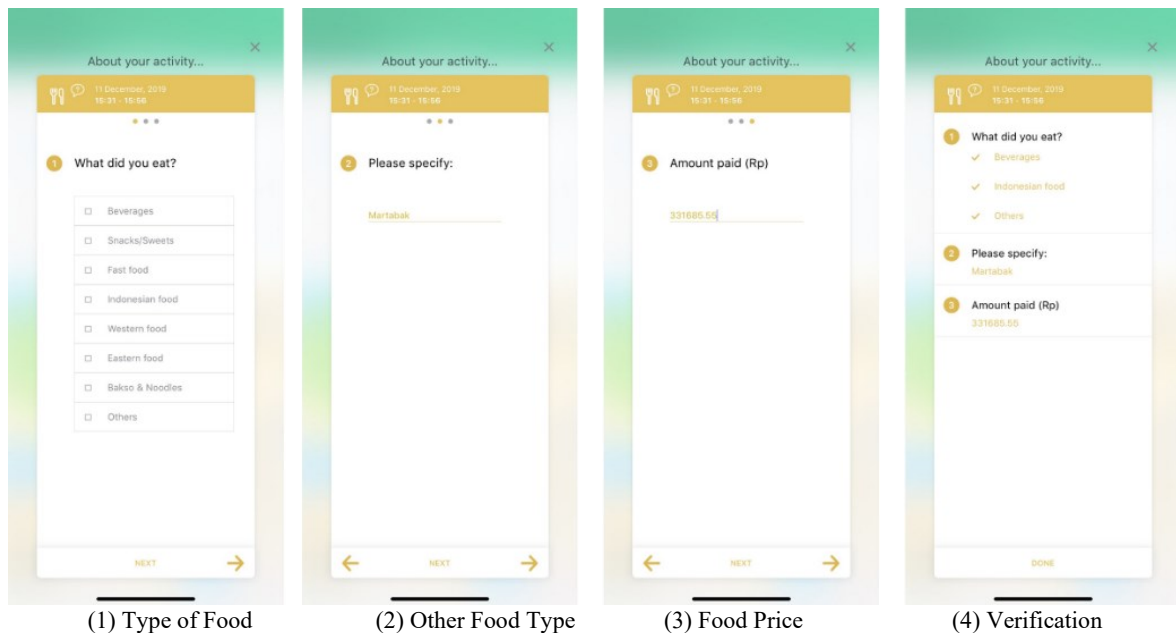 About your activity...
11 December, 2019
15:31 - 15:56
1 What did you eat?
Beverages
Snacks/Sweets
Fast food
Indonesian food
Western food
Eastern food
Bakso & Noodles
Others
NEXT
(1) Type of Food
About your activity...
11 December, 2019
15:31 - 15:56
2 Please specify:
Martabak
NEXT
(2) Other Food Type
About your activity...
11 December, 2019
15:31 - 15:56
3 Amount paid (Rp)
331685.55
NEXT
(3) Food Price
About your activity...
11 December, 2019
15:31 - 15:56
1 What did you eat?
Beverages
Indonesian food
Others
2 Please specify:
Martabak
3 Amount paid (Rp)
331685.55
DONE
(4) Verification